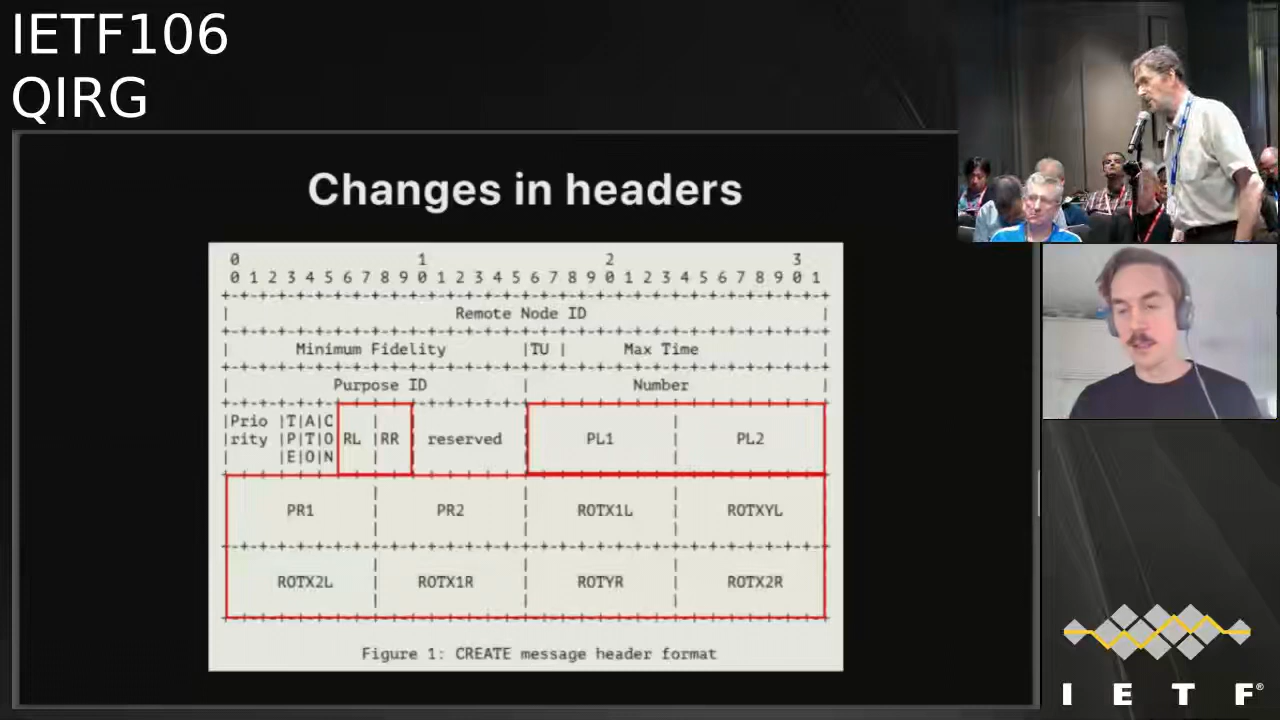 IETF106
QIRG
Changes in headers
0 1 2 3
0 1 2 3 4 5 6 7 8 9 0 1 2 3 4 5 6 7 8 9 0 1 2 3 4 5 6 7 8 9 0 1
+-+-+-+-+-+-+-+-+-+-+-+-+-+-+-+-+-+-+-+-+-+-+-+-+-+-+-+-+-+-+-+-+
| Remote Node ID |
+-+-+-+-+-+-+-+-+-+-+-+-+-+-+-+-+-+-+-+-+-+-+-+-+-+-+-+-+-+-+-+-+
| Minimum Fidelity |TU | Max Time |
+-+-+-+-+-+-+-+-+-+-+-+-+-+-+-+-+-+-+-+-+-+-+-+-+-+-+-+-+-+-+-+-+
| Purpose ID | Number |
+-+-+-+-+-+-+-+-+-+-+-+-+-+-+-+-+-+-+-+-+-+-+-+-+-+-+-+-+-+-+-+-+
|Prio |T|A|C
|rity |P|T|O RL |RR reserved PL1 | PL2
|E|O|N
PR1 | PR2 | ROTX1L | ROTXYL
+-+-+-+-+-+-+-+-+-+-+-+-+-+-+-+-+-+-+-+-+-+-+-+-+-+-+-+-+-+-+-+-+
ROTX2L | ROTX1R | ROTYR | ROTX2R
+-+-+-+-+-+-+-+-+-+-+-+-+-+-+-+-+-+-+-+-+-+-+-+-+-+-+-+-+-+-+-+-+
Figure 1: CREATE message header format
I E T F®